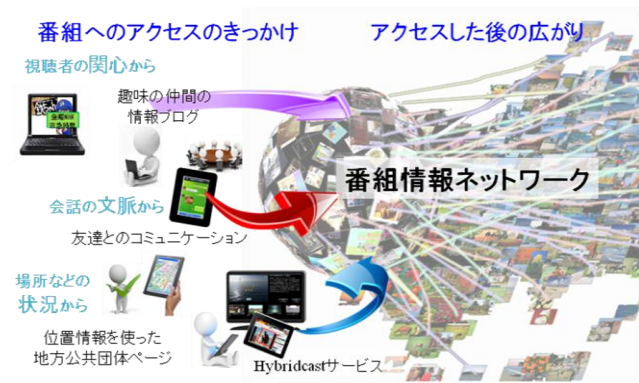 番組へのアクセスのきっかけ
アクセスした後の広がり
視聴者の関心から
趣味の仲間の
情報ブログ
番組情報ネットワーク
会話の文脈から
友達とのコミュニケーション
場所などの
状況から
位置情報を使った
地方公共団体ページ
Hybridcastサービス